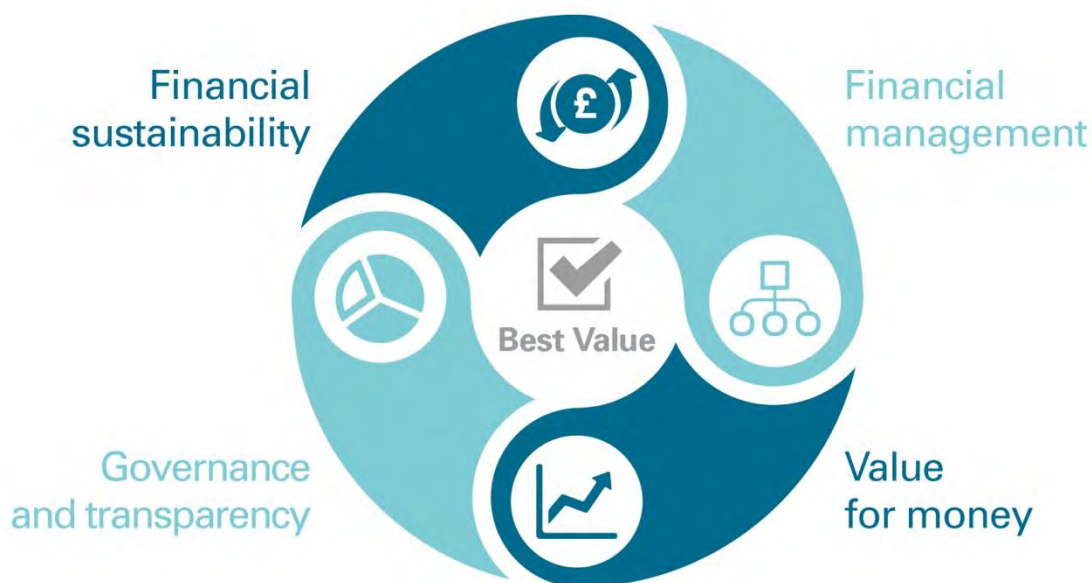 Financial
sustainability
Financial
management
£
Best Value
Governance
and transparency
Value
for money